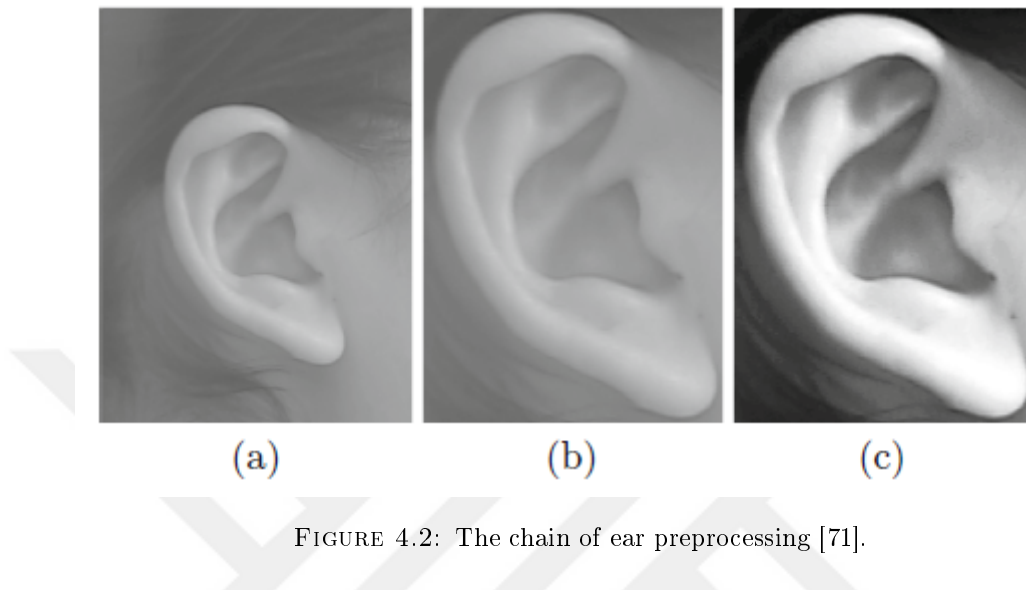 (a) (b) (c)
FIGURE 4.2: The chain of ear preprocessing [71].